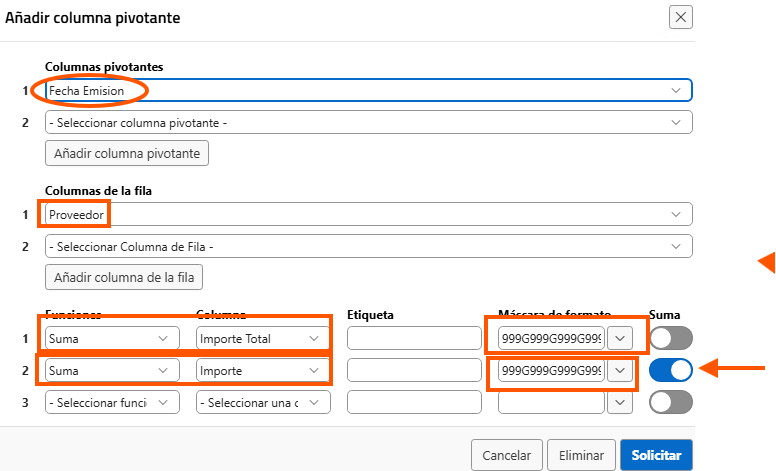 Añadir columna pivotante
Columnas pivotantes
1 Fecha Emision
2 - Seleccionar columna pivotante -
Añadir columna pivotante
Columnas de la fila
1 Proveedor
2 - Seleccionar Columna de Fila -
Añadir columna de la fila
Funciones Columna Etiqueta Máscara de formato Suma
1 Suma Importe Total 999G999G999G999
2 Suma Importe 999G999G999G999
3 - Seleccionar funci - Seleccionar una c
Cancelar Eliminar Solicitar